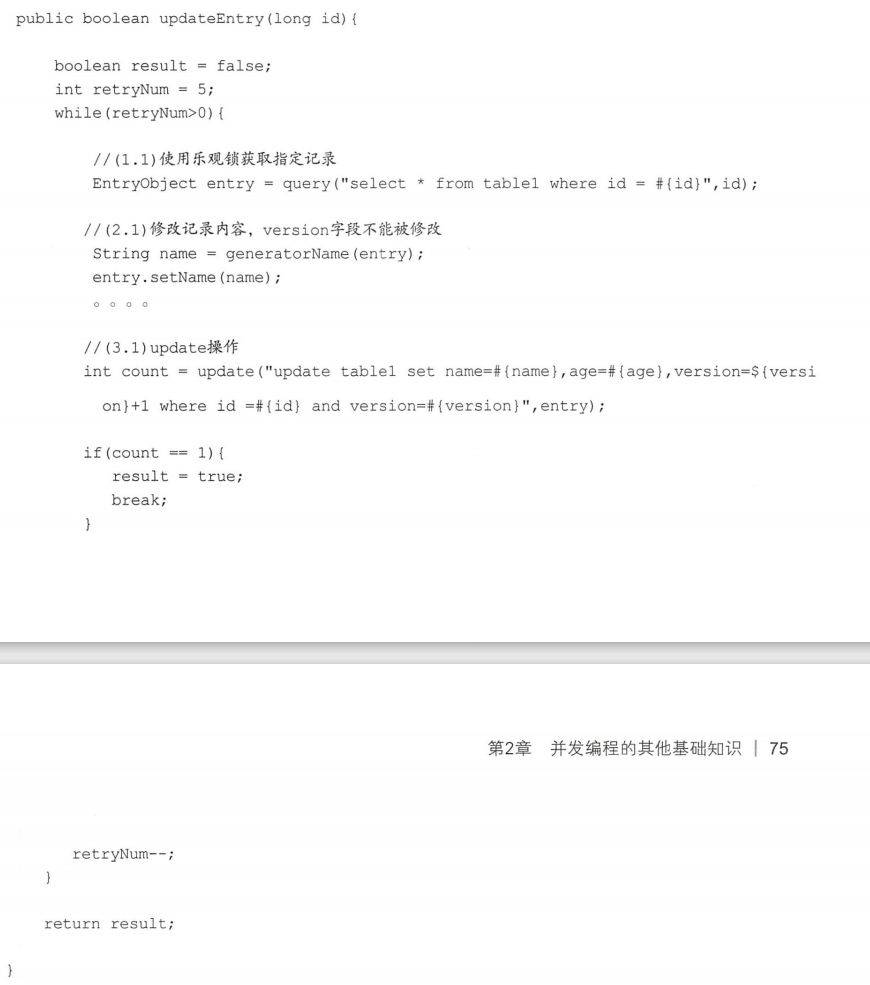 public boolean updateEntry(long id){
boolean result = false;
int retryNum = 5;
while(retryNum>0){
//(1.1)使用乐观锁获取指定记录
EntryObject entry = query("select * from table1 where id = #{id}",id);
//(2.1)修改记录内容，version字段不能被修改
String name = generatorName(entry);
entry.setName(name);
。。。。
//(3.1)update操作
int count = update("update table1 set name=#{name},age=#{age},version=${versi
on}+1 where id =#{id} and version=#{version}",entry);
if(count == 1){
result = true;
break;
}
第2章 并发编程的其他基础知识 | 75
retryNum--;
}
return result;
}